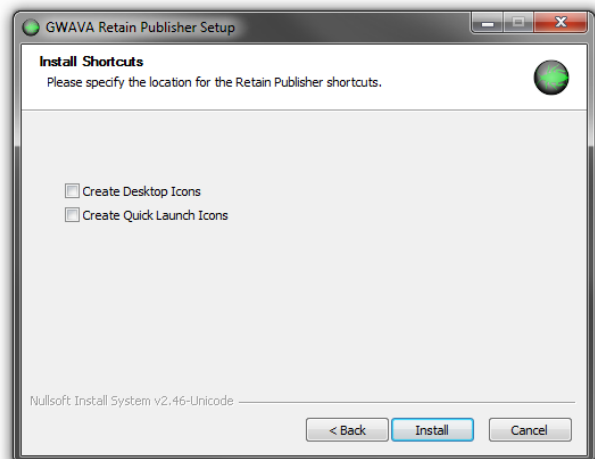 GWAVA Retain Publisher Setup
Install Shortcuts
Please specify the location for the Retain Publisher shortcuts.
Create Desktop Icons
Create Quick Launch Icons
Nullsoft Install System v2.46-Unicode
< Back Install Cancel